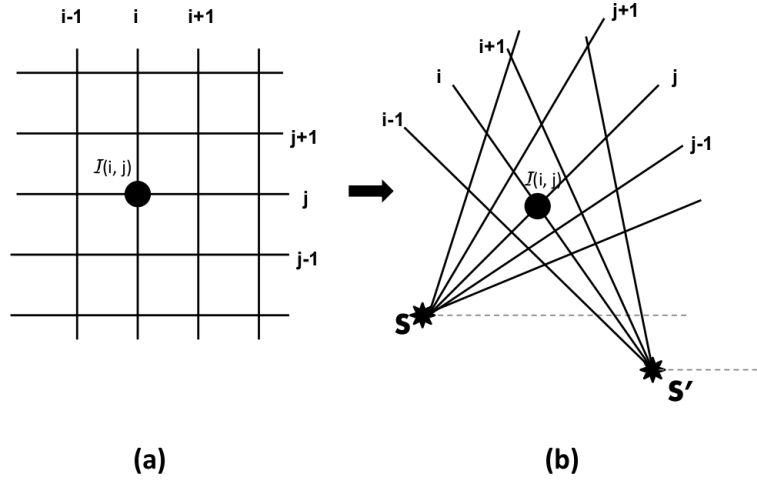 i-1 i i+1
j+1
I(i, j)
j
j-1
j+1
i+1
i
j
i-1
j-1
I(i, j)
S
S′
(a)
(b)